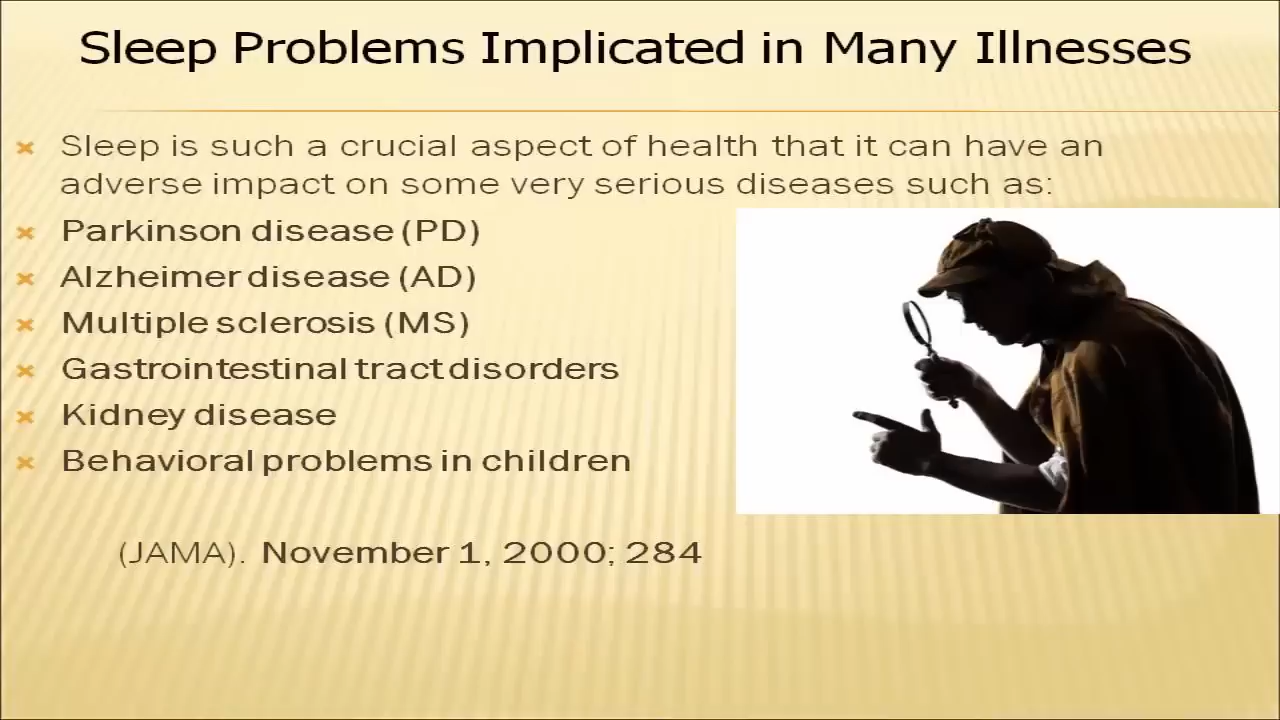 Sleep Problems Implicated in Many Illnesses
Sleep is such a crucial aspect of health that it can have an
adverse impact on some very serious diseases such as:
Parkinson disease (PD)
Alzheimer disease (AD)
Multiple sclerosis (MS)
Gastrointestinal tract disorders
Kidney disease
Behavioral problems in children
(JAMA). November 1, 2000; 284